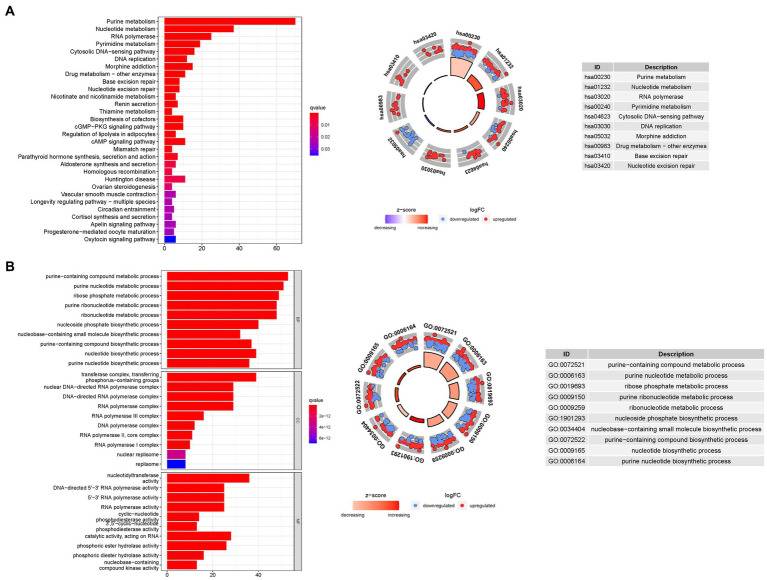 A
Purine metabolism
Nucleotide metabolism
RNA polymerase
Pyrimidine metabolism
Cytosolic DNA−sensing pathway
DNA replication
Morphine addiction
Drug metabolism − other enzymes
Base excision repair
Nucleotide excision repair
Nicotinate and nicotinamide metabolism
Renin secretion
Thiamine metabolism
Biosynthesis of cofactors
cGMP−PKG signaling pathway
Regulation of lipolysis in adipocytes
cAMP signaling pathway
Mismatch repair
Parathyroid hormone synthesis, secretion and action
Aldosterone synthesis and secretion
Homologous recombination
Huntington disease
Ovarian steroidogenesis
Vascular smooth muscle contraction
Longevity regulating pathway − multiple species
Circadian entrainment
Cortisol synthesis and secretion
Apelin signaling pathway
Progesterone−mediated oocyte maturation
Oxytocin signaling pathway
0 20 40 60
qvalue
0.01
0.02
0.03
hsa00230
hsa01232
hsa03020
hsa00240
hsa04623
hsa03030
hsa05032
hsa00983
hsa03410
hsa03420
z−score
decreasing increasing
logFC
downregulated upregulated
ID Description
hsa00230 Purine metabolism
hsa01232 Nucleotide metabolism
hsa03020 RNA polymerase
hsa00240 Pyrimidine metabolism
hsa04623 Cytosolic DNA−sensing pathway
hsa03030 DNA replication
hsa05032 Morphine addiction
hsa00983 Drug metabolism − other enzymes
hsa03410 Base excision repair
hsa03420 Nucleotide excision repair
B
purine−containing compound metabolic process
purine nucleotide metabolic process
ribose phosphate metabolic process
purine ribonucleotide metabolic process
ribonucleotide metabolic process
nucleoside phosphate biosynthetic process
nucleobase−containing small molecule biosynthetic process
purine−containing compound biosynthetic process
nucleotide biosynthetic process
purine nucleotide biosynthetic process
BP
transferase complex, transferring
phosphorus−containing groups
nuclear DNA−directed RNA polymerase complex
DNA−directed RNA polymerase complex
RNA polymerase complex
RNA polymerase III complex
DNA polymerase complex
RNA polymerase II, core complex
RNA polymerase I complex
nuclear replisome
replisome
CC
nucleotidyltransferase
activity
DNA−directed 5'−3' RNA polymerase activity
5'−3' RNA polymerase activity
RNA polymerase activity
cyclic−nucleotide
phosphodiesterase activity
3',5'−cyclic−nucleotide
phosphodiesterase activity
catalytic activity, acting on RNA
phosphoric ester hydrolase activity
phosphoric diester hydrolase activity
nucleobase−containing
compound kinase activity
MF
0 20 40
qvalue
GO:0072521
GO:0006163
GO:0019693
GO:0009150
GO:0009259
GO:1901293
GO:0034404
GO:0072522
GO:0009165
GO:0006164
z−score
decreasing increasing
logFC
downregulated upregulated
ID Description
GO:0072521 purine−containing compound metabolic process
GO:0006163 purine nucleotide metabolic process
GO:0019693 ribose phosphate metabolic process
GO:0009150 purine ribonucleotide metabolic process
GO:0009259 ribonucleotide metabolic process
GO:1901293 nucleoside phosphate biosynthetic process
GO:0034404 nucleobase−containing small molecule biosynthetic process
GO:0072522 purine−containing compound biosynthetic process
GO:0009165 nucleotide biosynthetic process
GO:0006164 purine nucleotide biosynthetic process